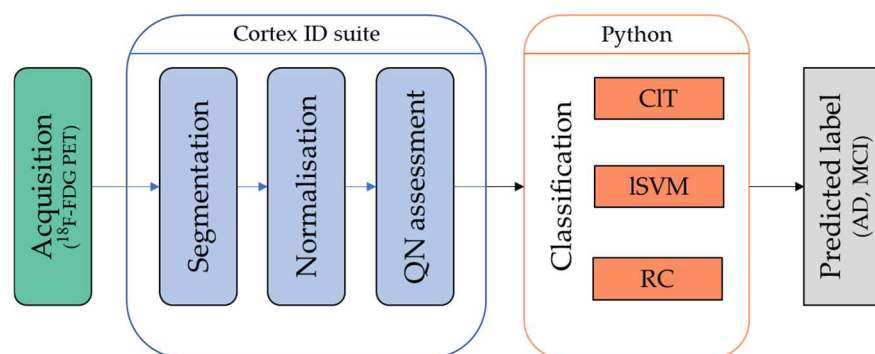 Cortex ID suite
Python
Acquisition
(¹⁸F-FDG PET)
Segmentation
Normalisation
QN assessment
Classification
ClT
lSVM
RC
Predicted label
(AD, MCI)